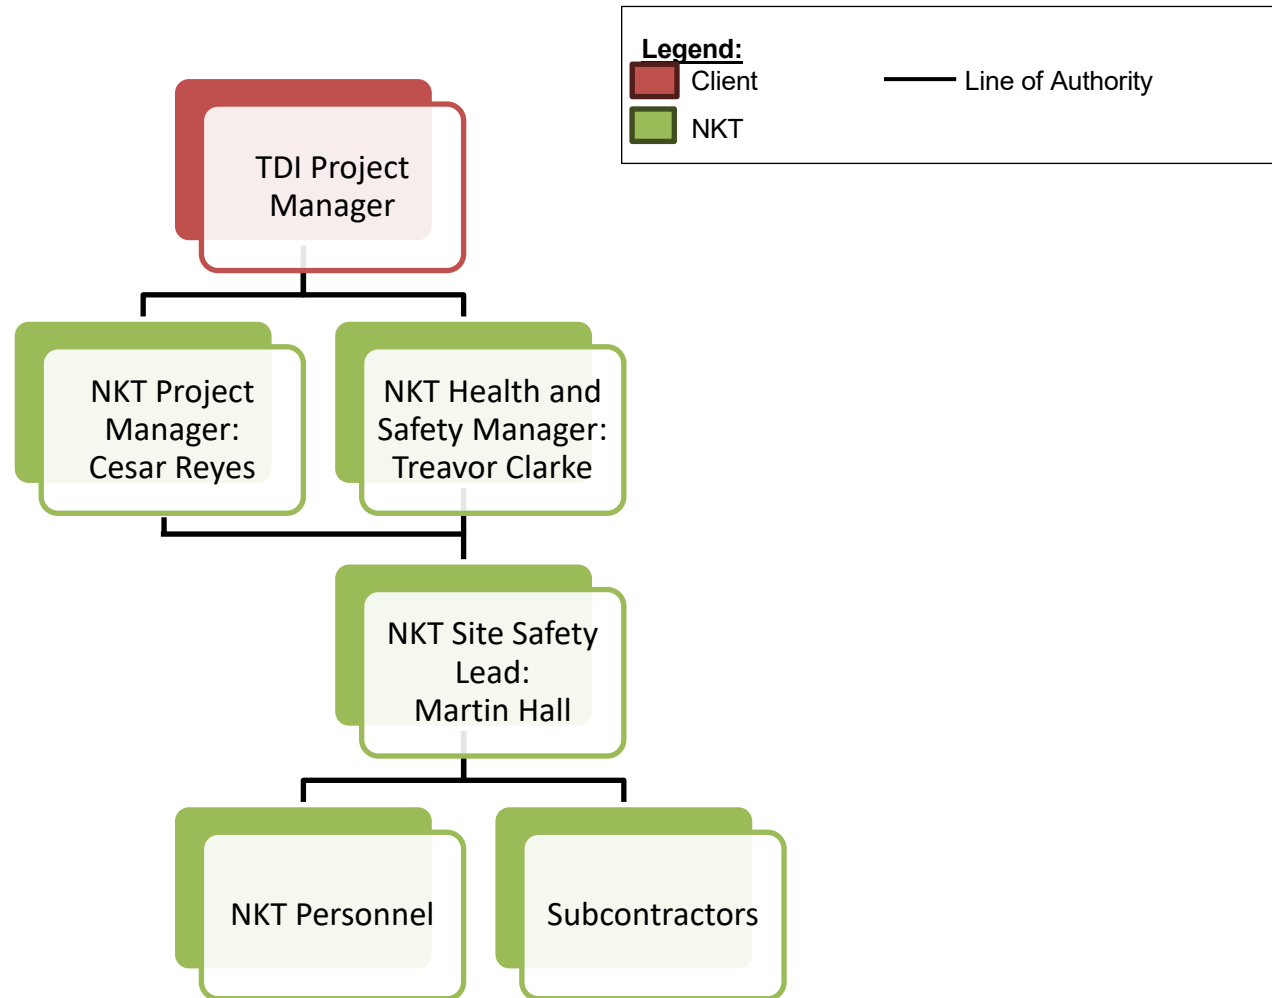 Legend:
Client
Line of Authority
NKT
TDI Project
Manager
NKT Project
Manager:
Cesar Reyes
NKT Health and
Safety Manager:
Treavor Clarke
NKT Site Safety
Lead:
Martin Hall
NKT Personnel
Subcontractors